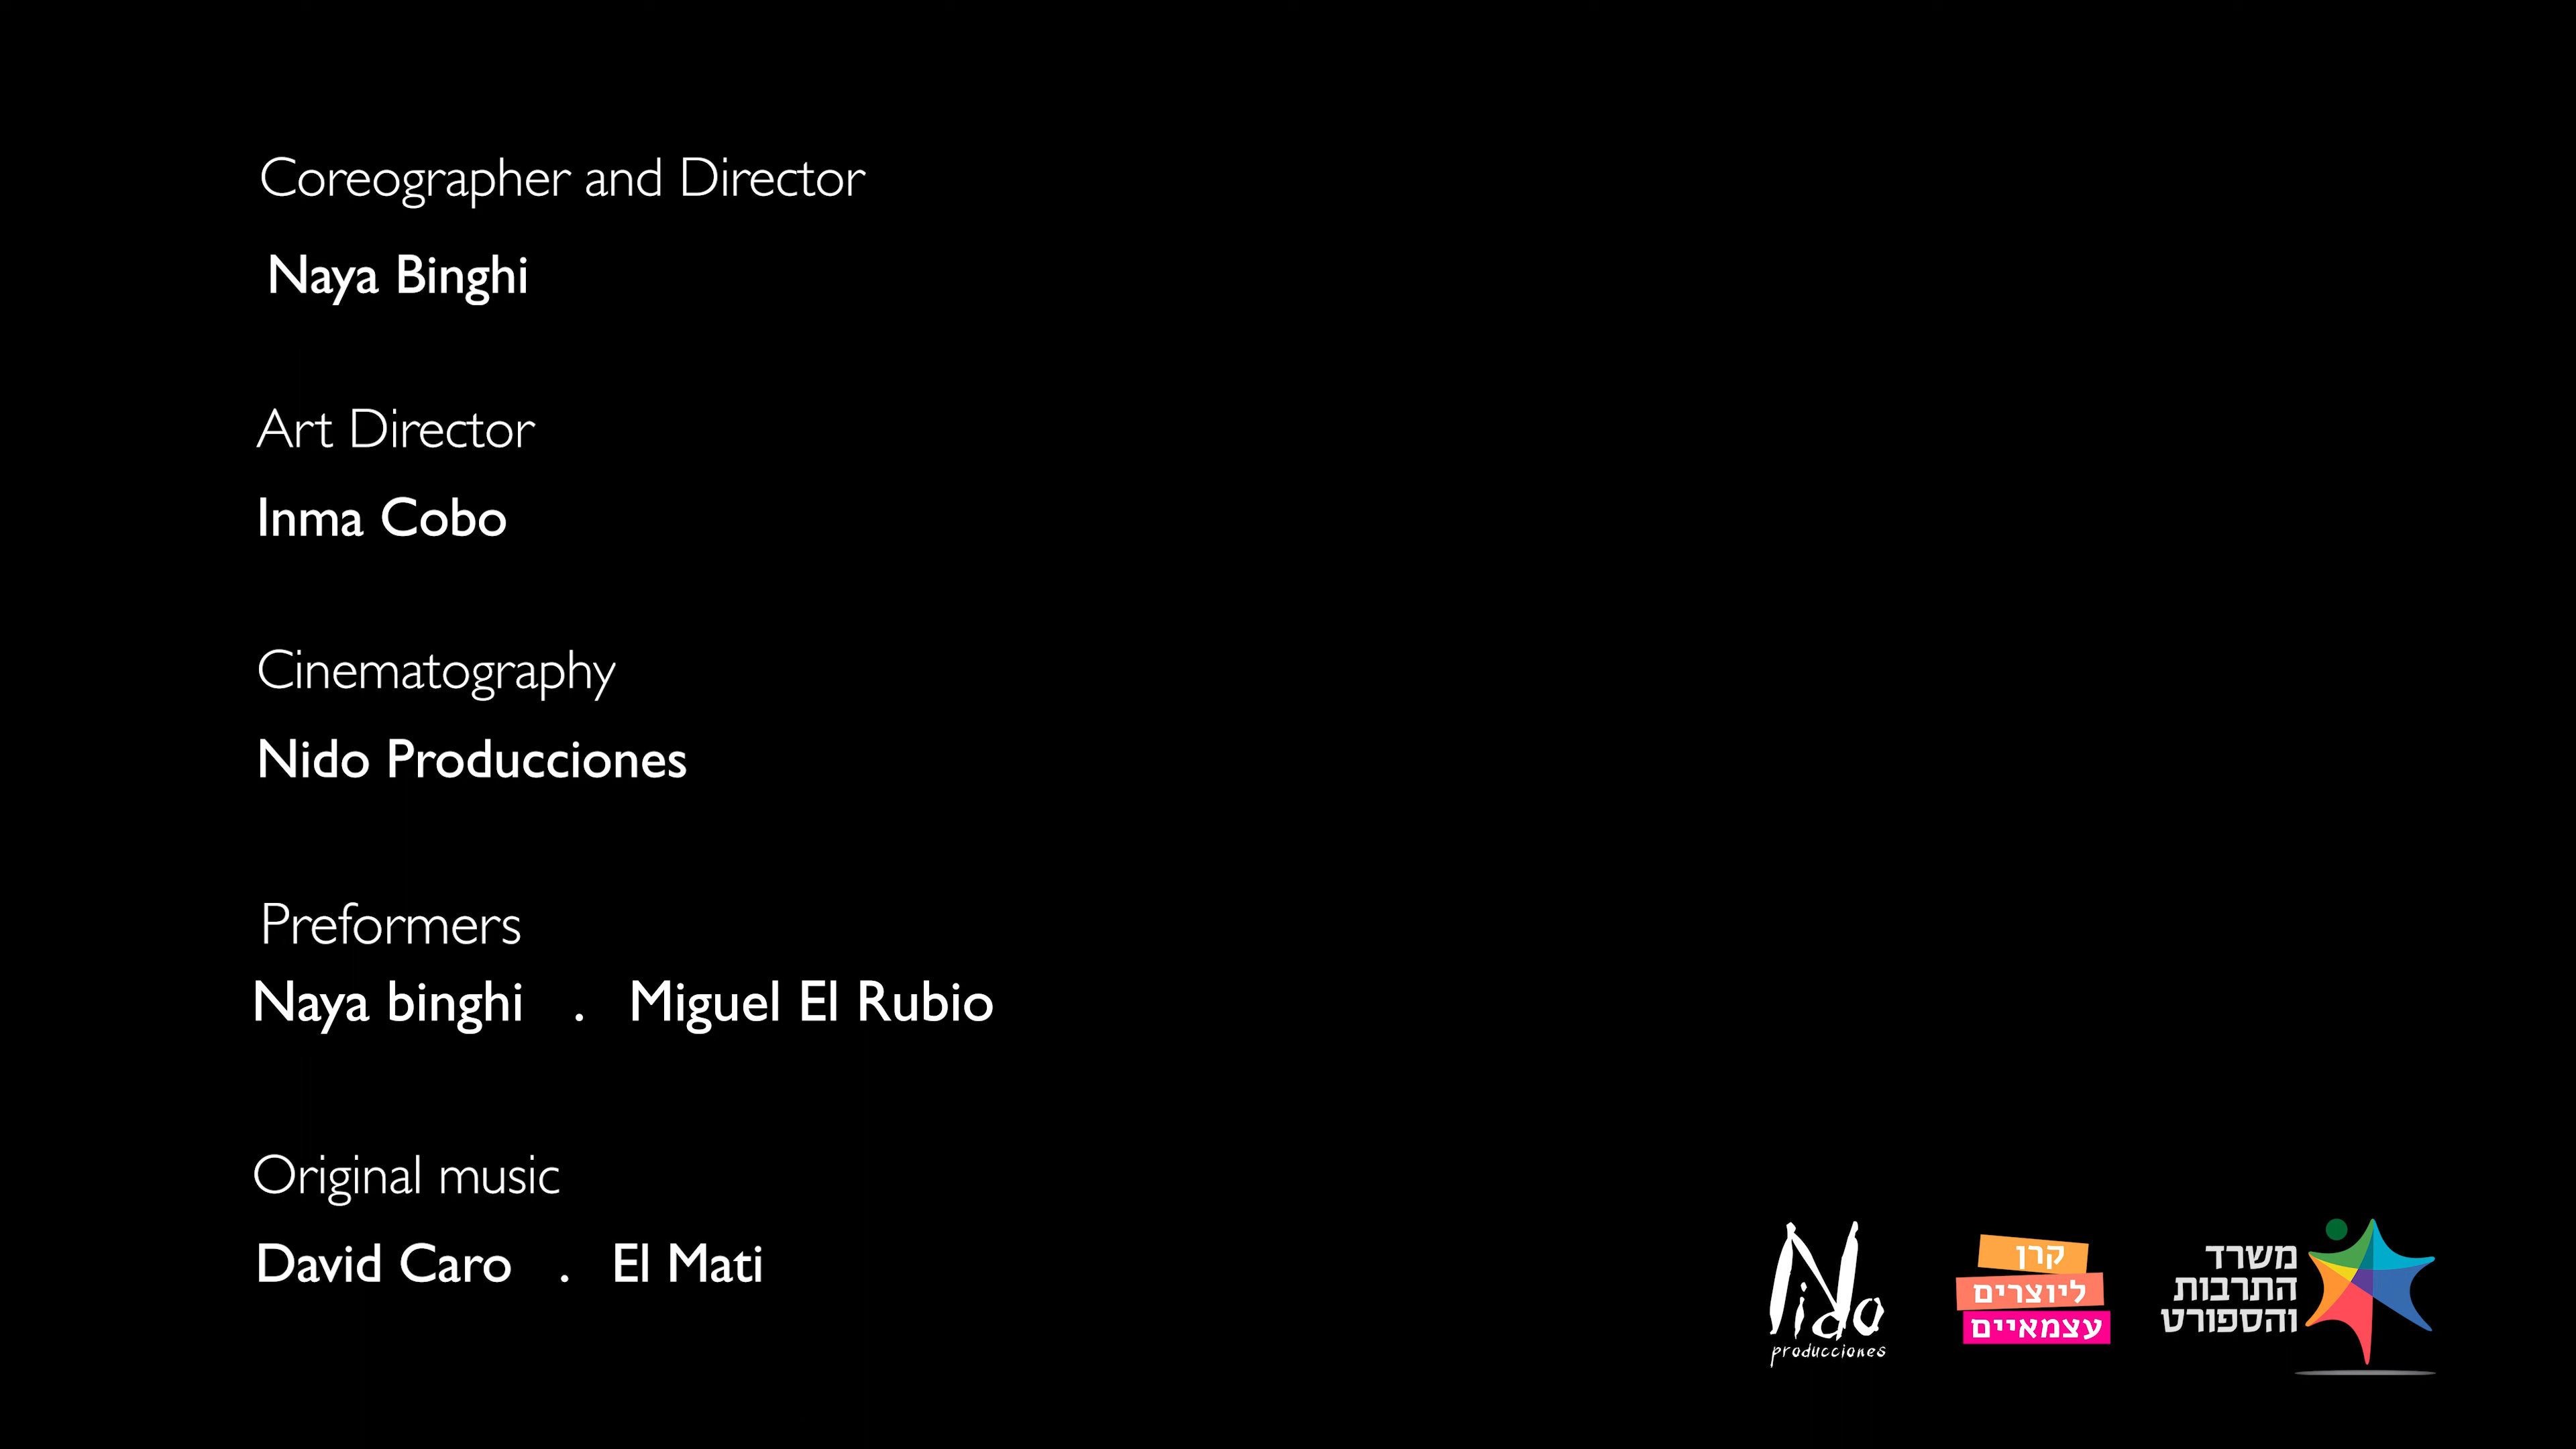 Coreographer and Director
Naya Binghi
Art Director
Inma Cobo
Cinematography
Nido Producciones
Preformers
Naya binghi . Miguel El Rubio
Original music
David Caro . El Mati
Nido
producciones
קרן
ליוצרים
עצמאיים
משרד
התרבות
והספורט